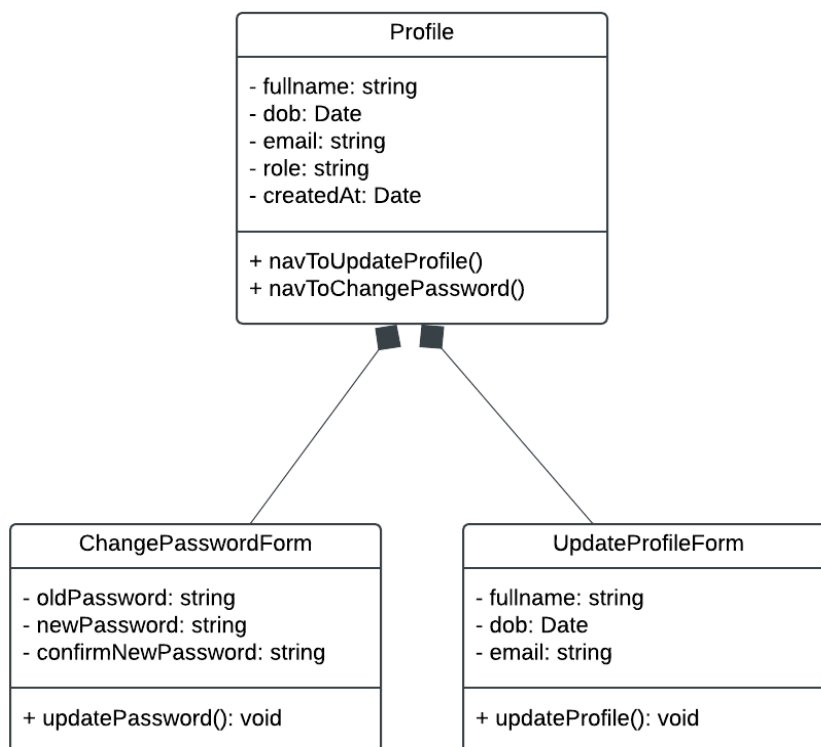 Profile
- fullname: string
- dob: Date
- email: string
- role: string
- createdAt: Date
+ navToUpdateProfile()
+ navToChangePassword()
ChangePasswordForm
- oldPassword: string
- newPassword: string
- confirmNewPassword: string
+ updatePassword(): void
UpdateProfileForm
- fullname: string
- dob: Date
- email: string
+ updateProfile(): void